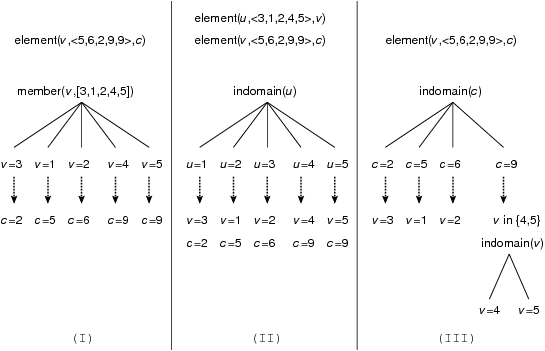 element(u,<3,1,2,4,5>,v)
element(v,<5,6,2,9,9>,c) element(v,<5,6,2,9,9>,c) element(v,<5,6,2,9,9>,c)
member(v,[3,1,2,4,5]) indomain(u) indomain(c)
v=3 v=1 v=2 v=4 v=5 u=1 u=2 u=3 u=4 u=5 c=2 c=5 c=6 c=9
c=2 c=5 c=6 c=9 c=9 v=3 v=1 v=2 v=4 v=5 v=3 v=1 v=2 v in {4,5}
c=2 c=5 c=6 c=9 c=9 indomain(v)
v=4 v=5
(I) (II) (III)